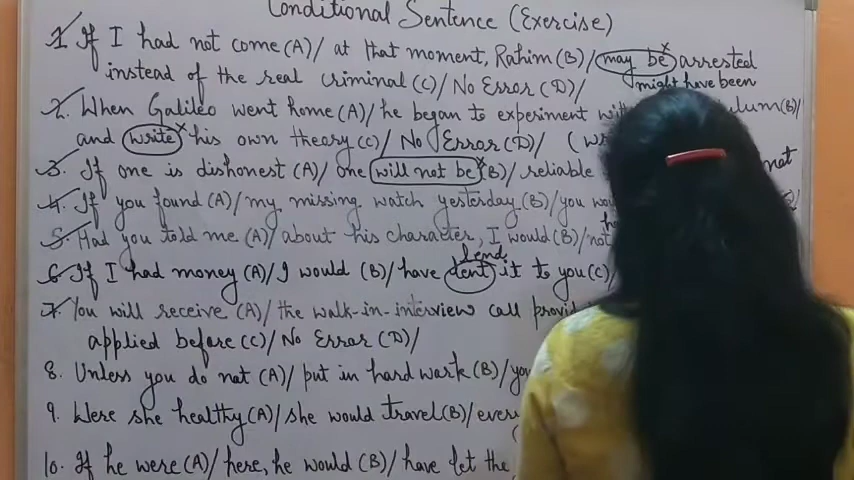 Conditional Sentence (Exercise)
1. If I had not come (A)/ at that moment, Rahim (B)/ may be arrested
instead of the real criminal (C)/ No Error (D)/ might have been
2. When Galileo went home (A)/ he began to experiment with (B)/
and write his own theory (C)/ No Error (D)/ (
3. If one is dishonest (A)/ one will not be (B)/ reliable not
4. If you found (A)/ my missing watch yesterday (B)/ you
5. Had you told me (A)/ about his character, I would (B)/ not
lend
6. If I had money (A)/ I would (B)/ have lent it to you (C)/
7. You will receive (A)/ the walk-in-interview call
applied before (C)/ No Error (D)/
8. Unless you do not (A)/ put in hard wark (B)/
9. Were she healthy (A)/ she would travel (B)/
10. If he were (A)/ here, he would (B)/ have let the